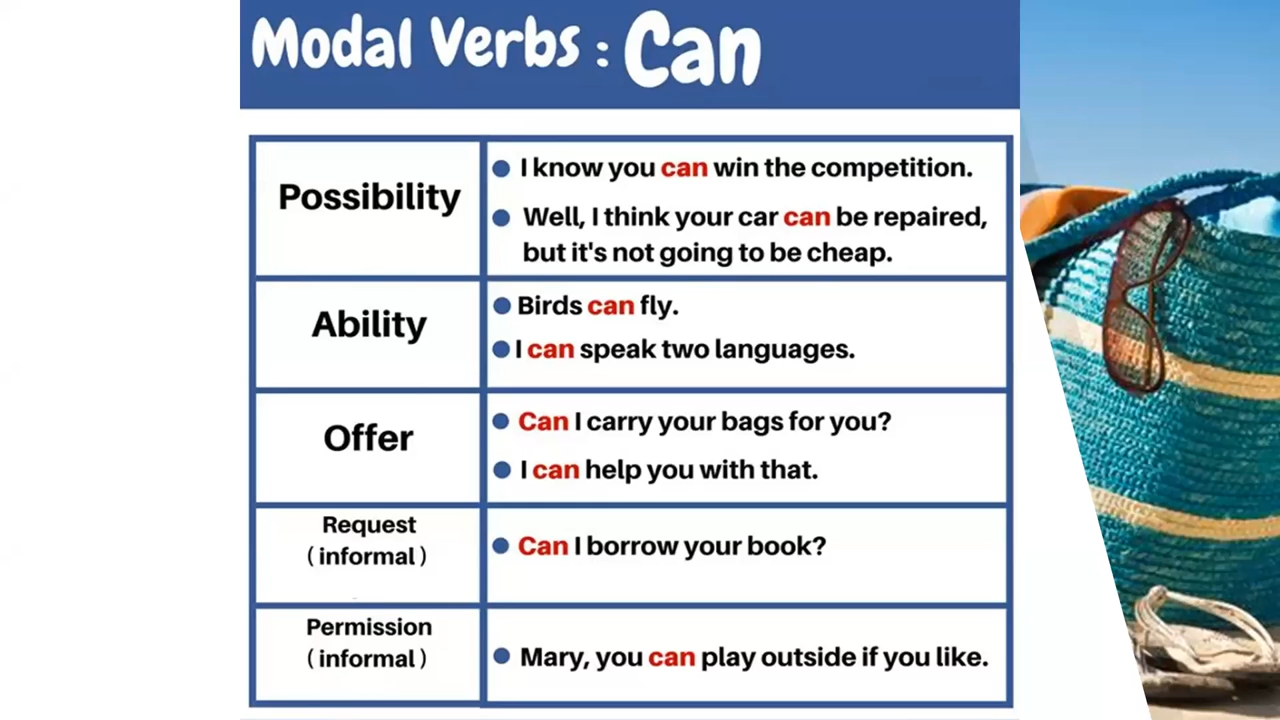 Modal Verbs : Can
Possibility
I know you can win the competition.
Well, I think your car can be repaired,
but it's not going to be cheap.
Ability
Birds can fly.
I can speak two languages.
Offer
Can I carry your bags for you?
I can help you with that.
Request
( informal )
Can I borrow your book?
Permission
( informal )
Mary, you can play outside if you like.